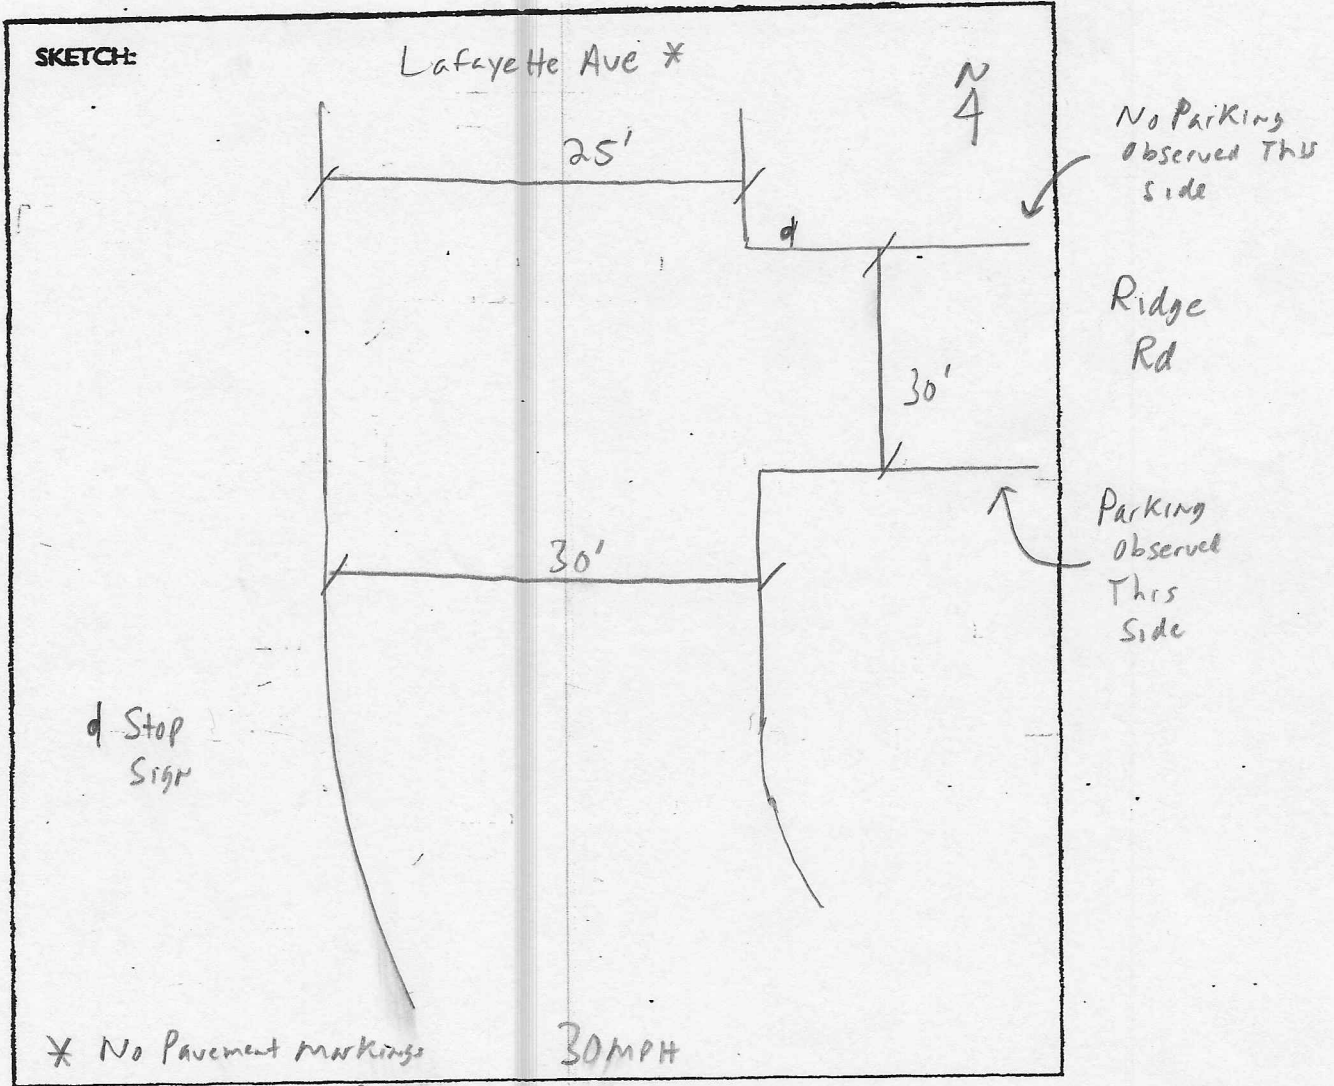 SKETCH:
Lafayette Ave *
N
25'
No Parking
Observed This
Side
Ridge
Rd
30'
30'
Parking
Observed
This
Side
Stop
Sign
* No Pavement Markings
30MPH